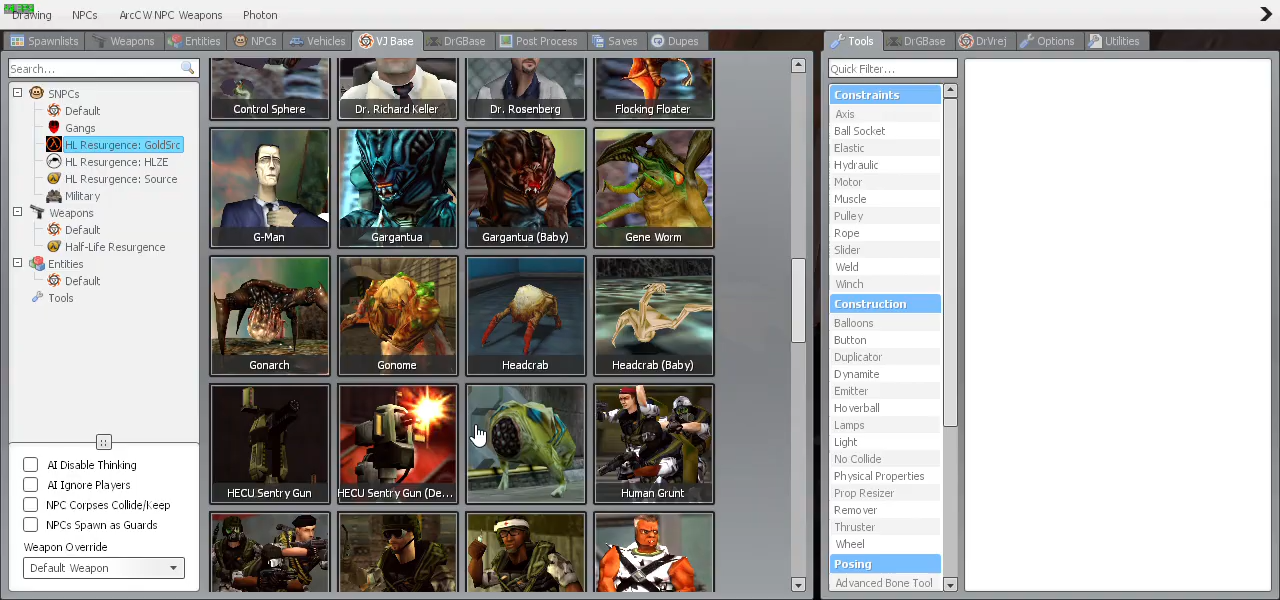 Drawing NPCs ArcCW NPC Weapons Photon
Spawnlists Weapons Entities NPCs Vehicles VJ Base DrGBase Post Process Saves Dupes
Tools DrGBase DrVrej Options Utilities
Search...
SNPCs
Default
Gangs
HL Resurgence: GoldSrc
HL Resurgence: HLZE
HL Resurgence: Source
Military
Weapons
Default
Half-Life Resurgence
Entities
Default
Tools
AI Disable Thinking
AI Ignore Players
NPC Corpses Collide/Keep
NPCs Spawn as Guards
Weapon Override
Default Weapon
Control Sphere Dr. Richard Keller Dr. Rosenberg Flocking Floater
G-Man Gargantua Gargantua (Baby) Gene Worm
Gonarch Gonome Headcrab Headcrab (Baby)
HECU Sentry Gun HECU Sentry Gun (De... Human Grunt
Quick Filter...
Constraints
Axis
Ball Socket
Elastic
Hydraulic
Motor
Muscle
Pulley
Rope
Slider
Weld
Winch
Construction
Balloons
Button
Duplicator
Dynamite
Emitter
Hoverball
Lamps
Light
No Collide
Physical Properties
Prop Resizer
Remover
Thruster
Wheel
Posing
Advanced Bone Tool